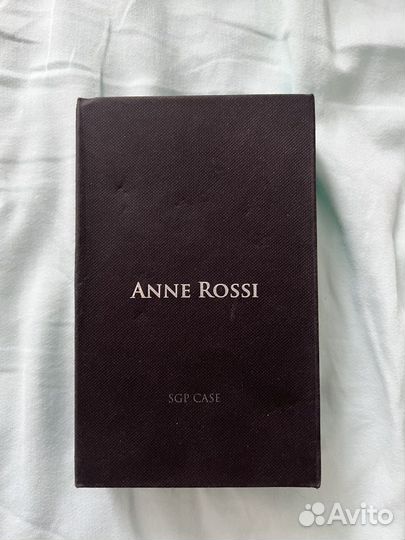 ANNE ROSSI
SGP CASE
Avito